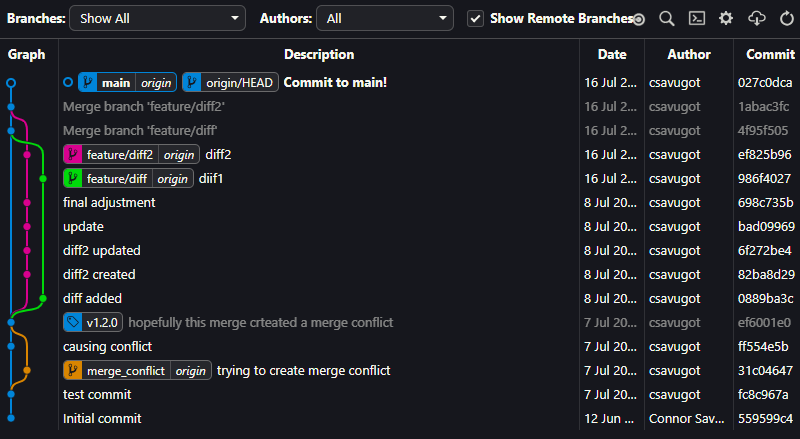 Branches: Show All Authors: All Show Remote Branches
Graph Description Date Author Commit
main origin origin/HEAD Commit to main! 16 Jul 2... csavugot 027c0dca
Merge branch 'feature/diff2' 16 Jul 2... csavugot 1abac3fc
Merge branch 'feature/diff' 16 Jul 2... csavugot 4f95f505
feature/diff2 origin diff2 16 Jul 2... csavugot ef825b96
feature/diff origin diif1 16 Jul 2... csavugot 986f4027
final adjustment 8 Jul 20... csavugot 698c735b
update 8 Jul 20... csavugot bad09969
diff2 updated 8 Jul 20... csavugot 6f272be4
diff2 created 8 Jul 20... csavugot 82ba8d29
diff added 8 Jul 20... csavugot 0889ba3c
v1.2.0 hopefully this merge crteated a merge conflict 7 Jul 20... csavugot ef6001e0
causing conflict 7 Jul 20... csavugot ff554e5b
merge_conflict origin trying to create merge conflict 7 Jul 20... csavugot 31c04647
test commit 7 Jul 20... csavugot fc8c967a
Initial commit 12 Jun ... Connor Sav... 559599c4